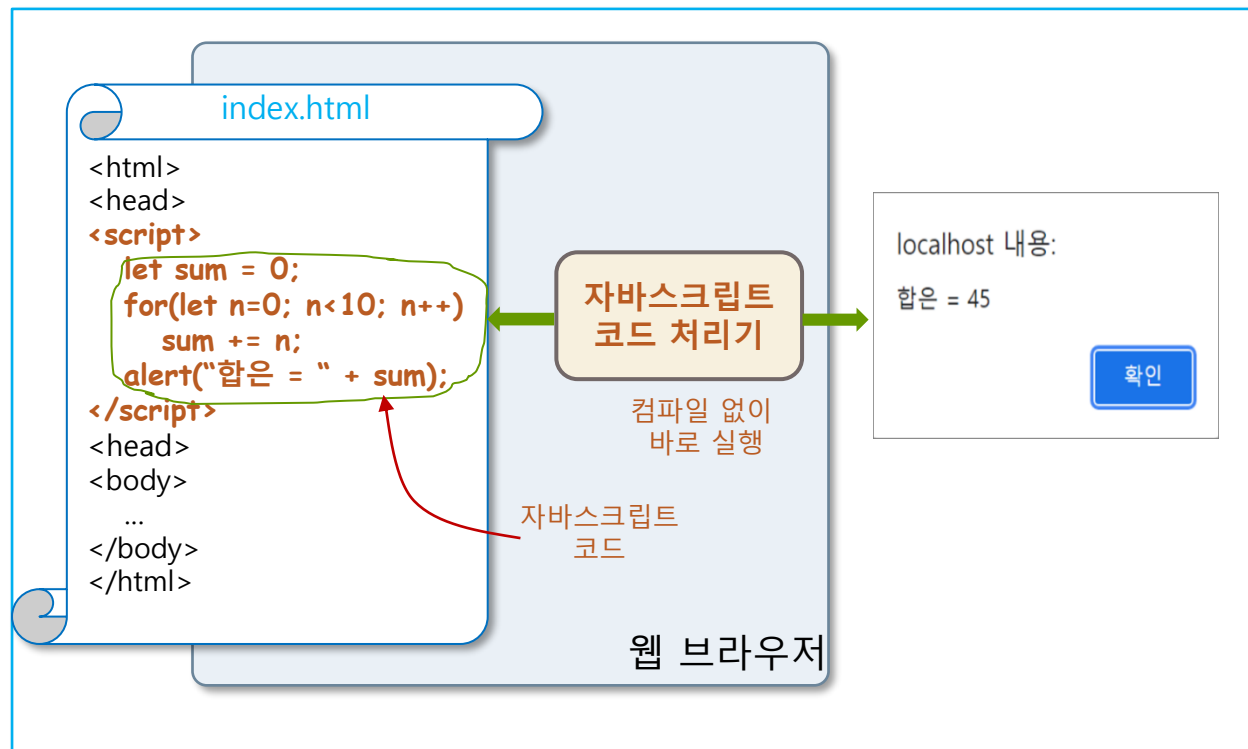 index.html
<html>
<head>
<script>
let sum = 0;
for(let n=0; n<10; n++)
sum += n;
alert(“합은 = “ + sum);
</script>
<head>
<body>
...
</body>
</html>
자바스크립트
코드 처리기
컴파일 없이
바로 실행
자바스크립트
코드
웹 브라우저
localhost 내용:
합은 = 45
확인